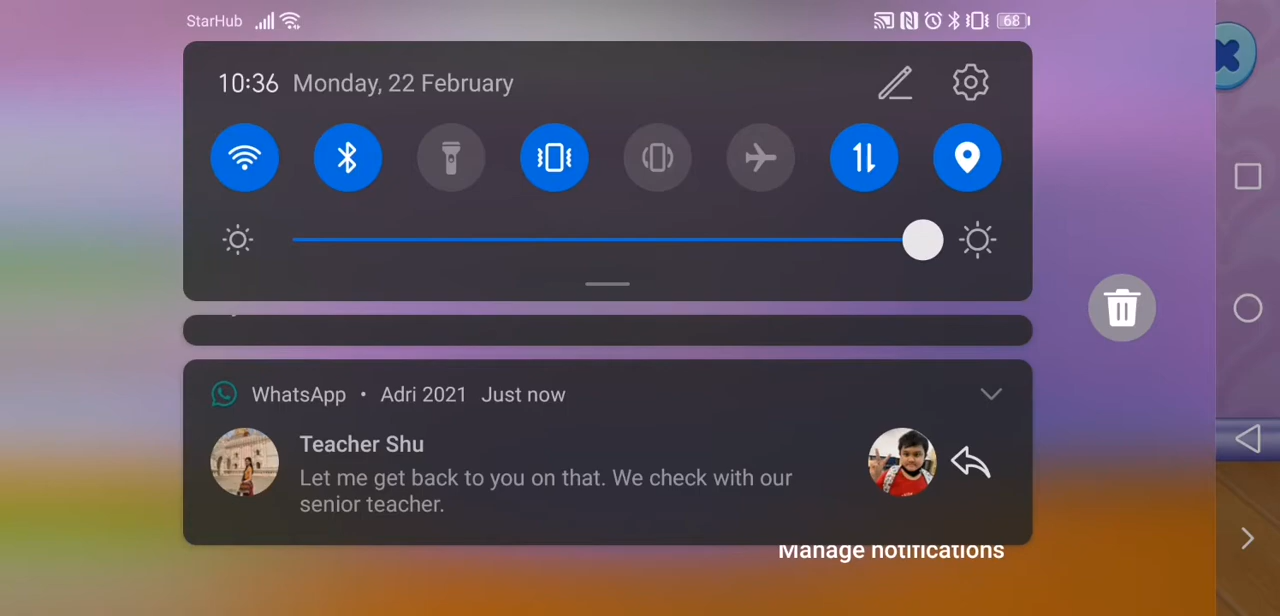 StarHub 68
10:36 Monday, 22 February
WhatsApp • Adri 2021 Just now
Teacher Shu
Let me get back to you on that. We check with our
senior teacher.
Manage notifications